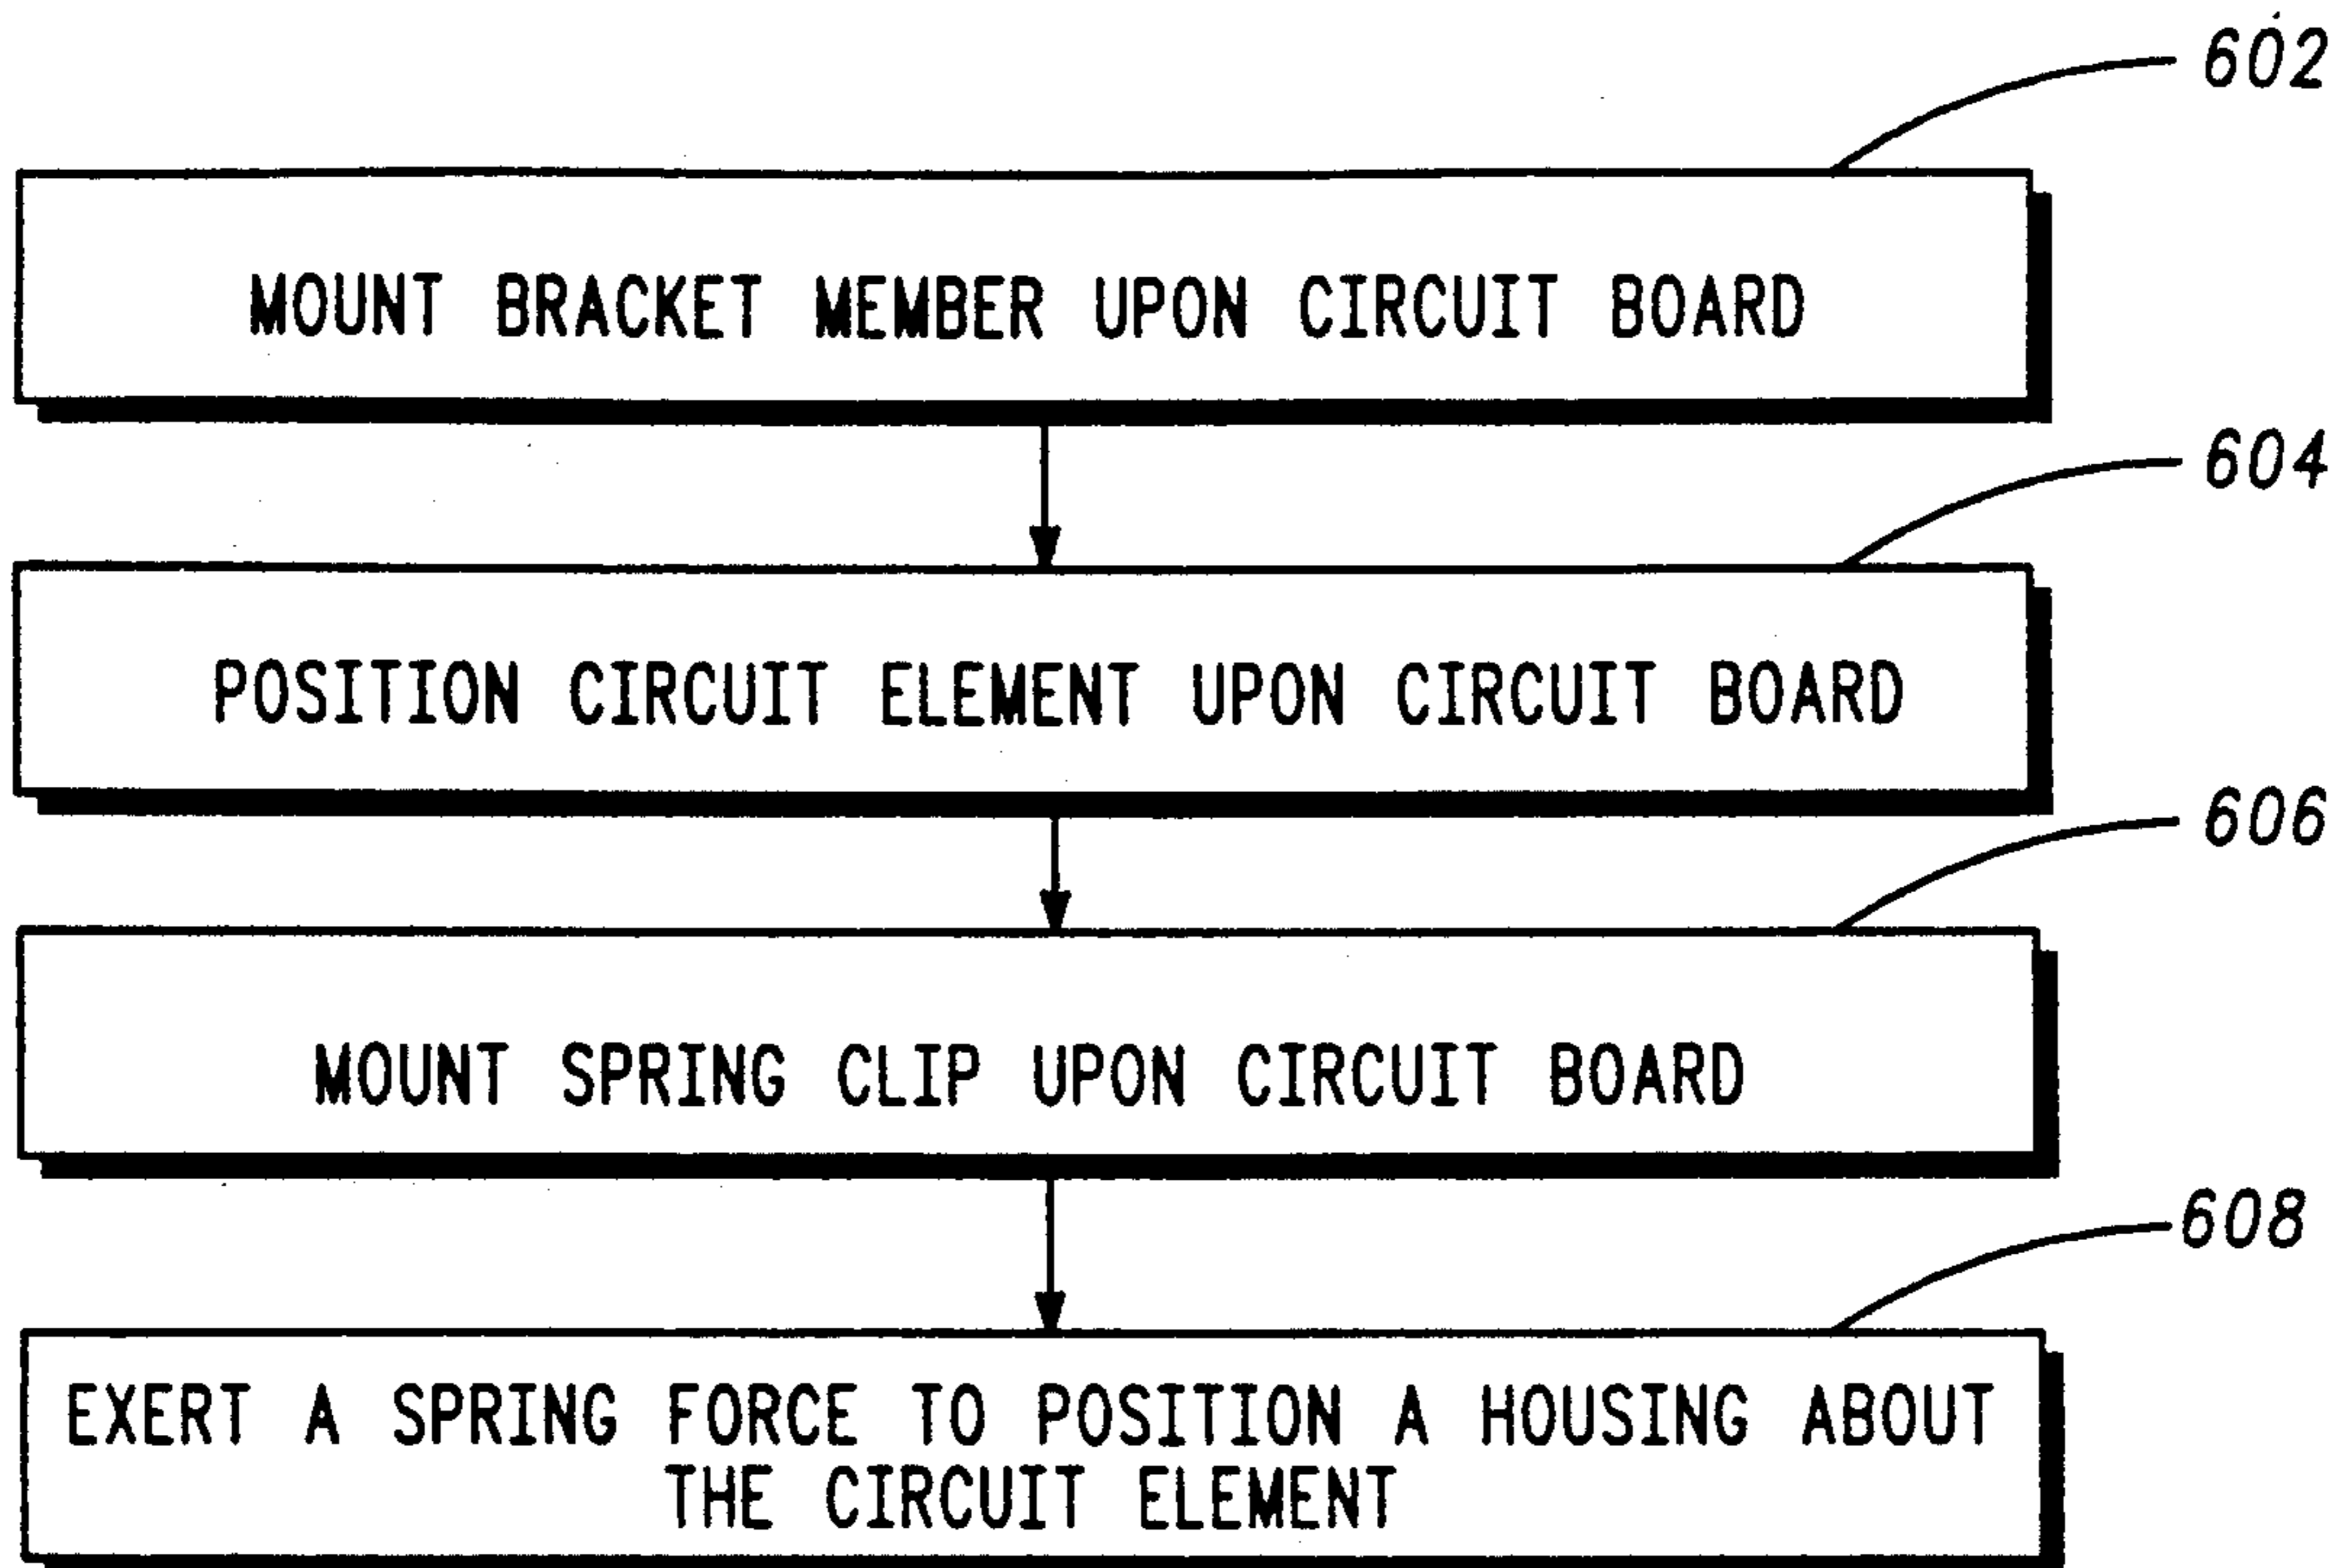 602
MOUNT BRACKET MEMBER UPON CIRCUIT BOARD
604
POSITION CIRCUIT ELEMENT UPON CIRCUIT BOARD
606
MOUNT SPRING CLIP UPON CIRCUIT BOARD
608
EXERT A SPRING FORCE TO POSITION A HOUSING ABOUT
THE CIRCUIT ELEMENT